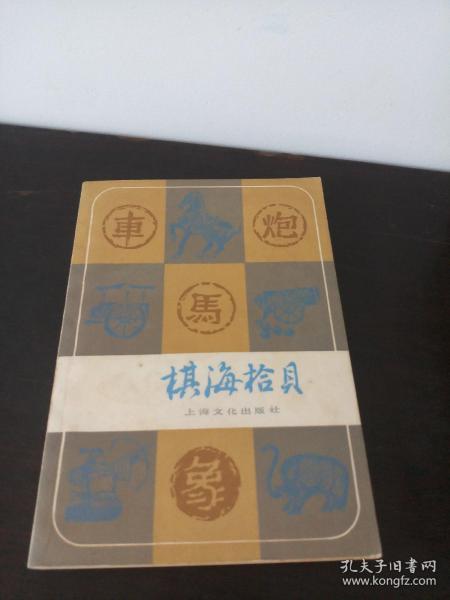 車
炮
馬
棋海拾貝
上海文化出版社
象
孔夫子旧书网
www.kongfz.com